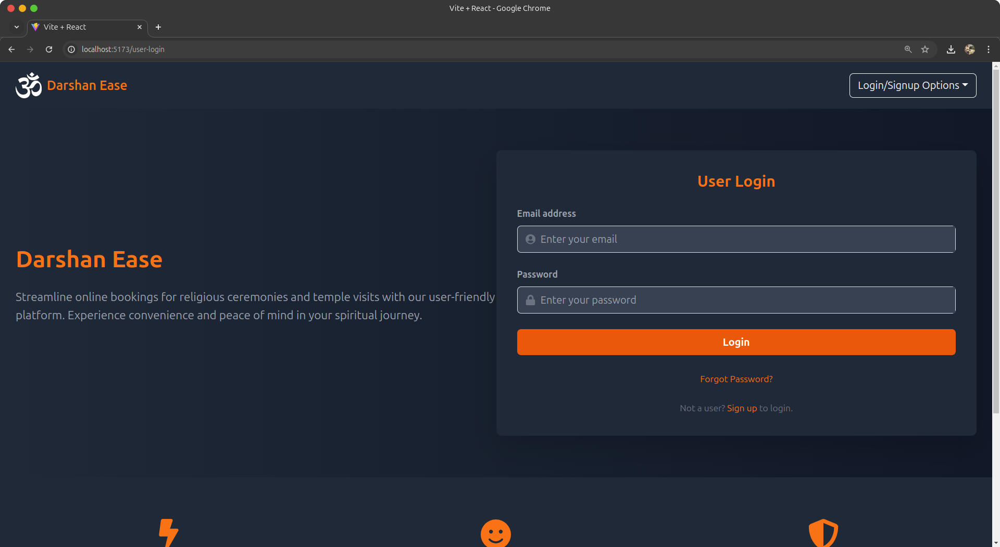 Vite + React - Google Chrome
Vite + React
localhost:5173/user-login
ॐ Darshan Ease
Login/Signup Options
Darshan Ease
Streamline online bookings for religious ceremonies and temple visits with our user-friendly
platform. Experience convenience and peace of mind in your spiritual journey.
User Login
Email address
Enter your email
Password
Enter your password
Login
Forgot Password?
Not a user? Sign up to login.